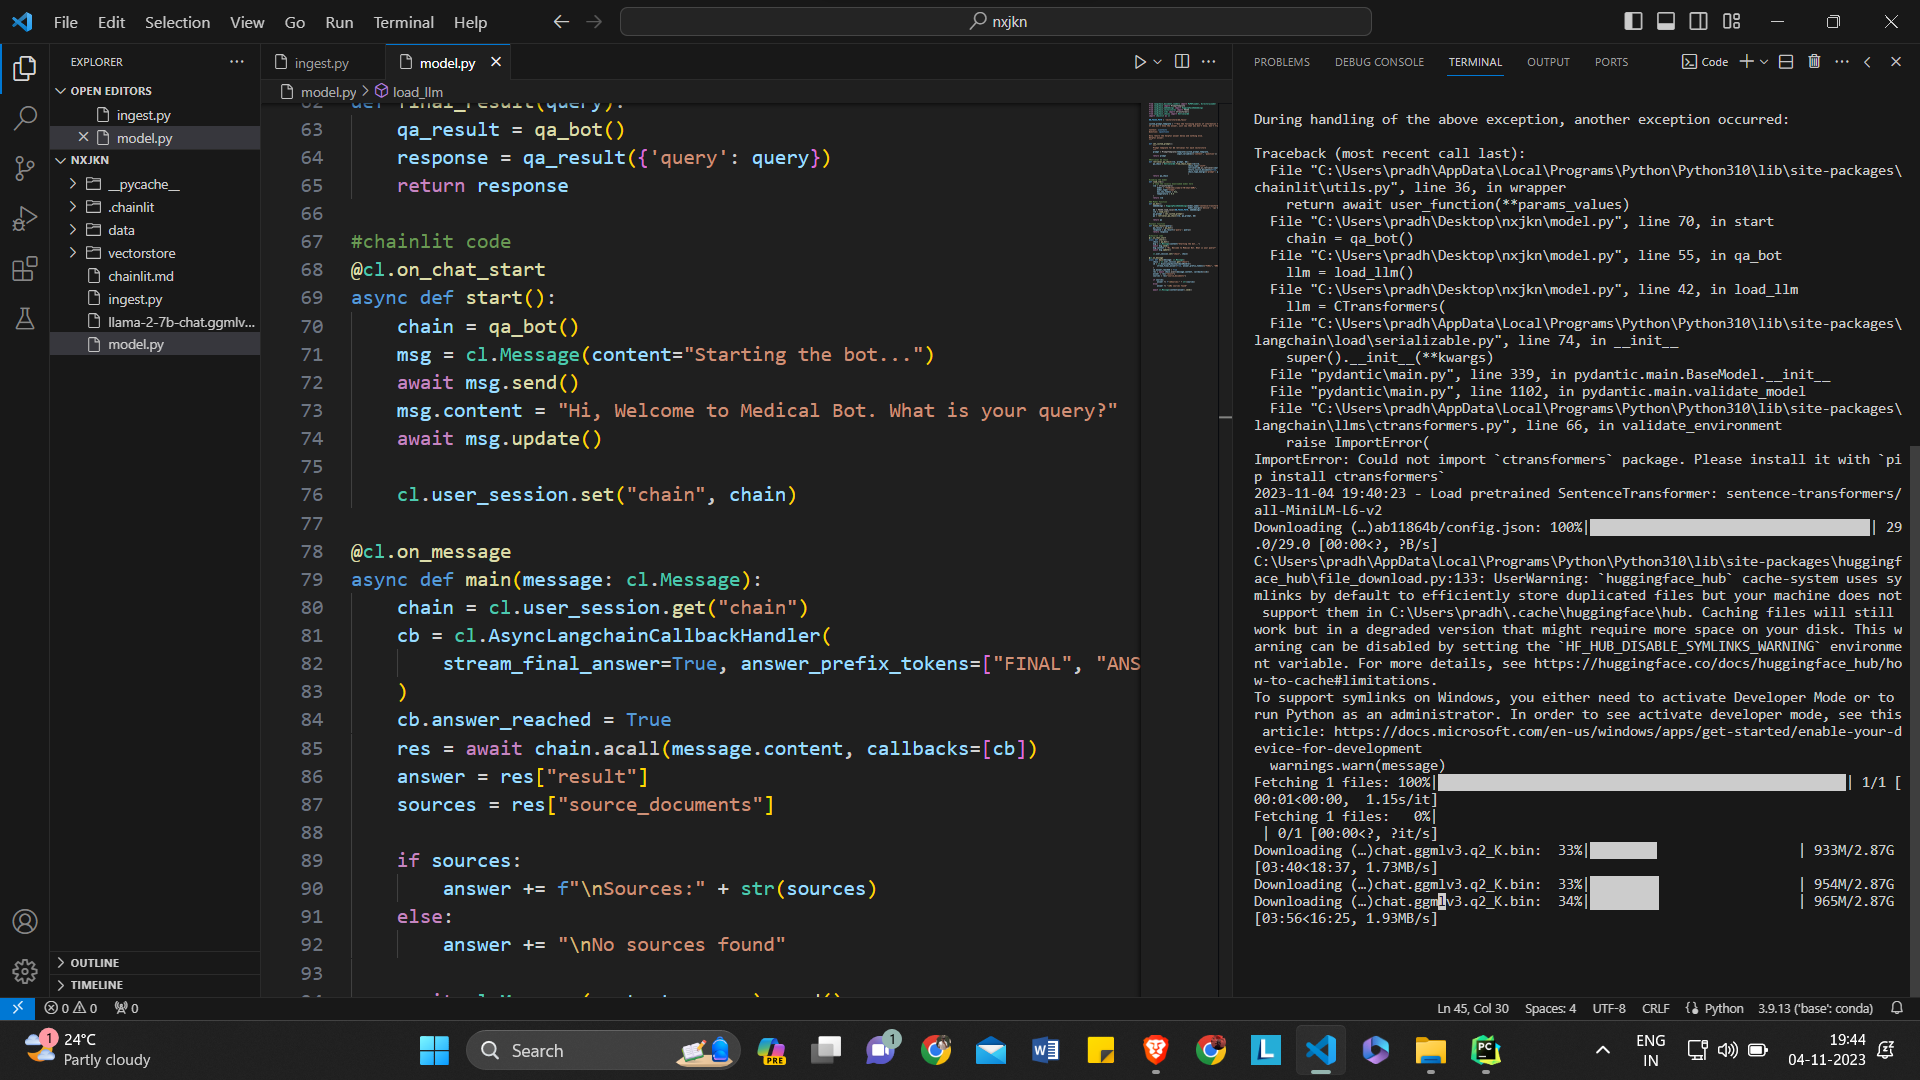 File Edit Selection View Go Run Terminal Help
nxjkn
EXPLORER
OPEN EDITORS
ingest.py
model.py
NXJKN
__pycache__
.chainlit
data
vectorstore
chainlit.md
ingest.py
llama-2-7b-chat.ggmlv...
model.py
OUTLINE
TIMELINE
ingest.py
model.py
model.py > load_llm
62 def final_result(query):
63 qa_result = qa_bot()
64 response = qa_result({'query': query})
65 return response
66
67 #chainlit code
68 @cl.on_chat_start
69 async def start():
70 chain = qa_bot()
71 msg = cl.Message(content="Starting the bot...")
72 await msg.send()
73 msg.content = "Hi, Welcome to Medical Bot. What is your query?"
74 await msg.update()
75
76 cl.user_session.set("chain", chain)
77
78 @cl.on_message
79 async def main(message: cl.Message):
80 chain = cl.user_session.get("chain")
81 cb = cl.AsyncLangchainCallbackHandler(
82 stream_final_answer=True, answer_prefix_tokens=["FINAL", "ANS
83 )
84 cb.answer_reached = True
85 res = await chain.acall(message.content, callbacks=[cb])
86 answer = res["result"]
87 sources = res["source_documents"]
88
89 if sources:
90 answer += f"\nSources:" + str(sources)
91 else:
92 answer += "\nNo sources found"
93
PROBLEMS DEBUG CONSOLE TERMINAL OUTPUT PORTS
Code
During handling of the above exception, another exception occurred:
Traceback (most recent call last):
File "C:\Users\pradh\AppData\Local\Programs\Python\Python310\lib\site-packages\
chainlit\utils.py", line 36, in wrapper
return await user_function(**params_values)
File "C:\Users\pradh\Desktop\nxjkn\model.py", line 70, in start
chain = qa_bot()
File "C:\Users\pradh\Desktop\nxjkn\model.py", line 55, in qa_bot
llm = load_llm()
File "C:\Users\pradh\Desktop\nxjkn\model.py", line 42, in load_llm
llm = CTransformers(
File "C:\Users\pradh\AppData\Local\Programs\Python\Python310\lib\site-packages\
langchain\load\serializable.py", line 74, in __init__
super().__init__(**kwargs)
File "pydantic\main.py", line 339, in pydantic.main.BaseModel.__init__
File "pydantic\main.py", line 1102, in pydantic.main.validate_model
File "C:\Users\pradh\AppData\Local\Programs\Python\Python310\lib\site-packages\
langchain\llms\ctransformers.py", line 66, in validate_environment
raise ImportError(
ImportError: Could not import `ctransformers` package. Please install it with `pi
p install ctransformers`
2023-11-04 19:40:23 - Load pretrained SentenceTransformer: sentence-transformers/
all-MiniLM-L6-v2
Downloading (…)ab11864b/config.json: 100%| | 29
.0/29.0 [00:00<?, ?B/s]
C:\Users\pradh\AppData\Local\Programs\Python\Python310\lib\site-packages\huggingf
ace_hub\file_download.py:133: UserWarning: `huggingface_hub` cache-system uses sy
mlinks by default to efficiently store duplicated files but your machine does not
support them in C:\Users\pradh\.cache\huggingface\hub. Caching files will still
work but in a degraded version that might require more space on your disk. This w
arning can be disabled by setting the `HF_HUB_DISABLE_SYMLINKS_WARNING` environme
nt variable. For more details, see https://huggingface.co/docs/huggingface_hub/ho
w-to-cache#limitations.
To support symlinks on Windows, you either need to activate Developer Mode or to
run Python as an administrator. In order to see activate developer mode, see this
article: https://docs.microsoft.com/en-us/windows/apps/get-started/enable-your-d
evice-for-development
warnings.warn(message)
Fetching 1 files: 100%| | 1/1 [
00:01<00:00, 1.15s/it]
Fetching 1 files: 0%|
| 0/1 [00:00<?, ?it/s]
Downloading (…)chat.ggmlv3.q2_K.bin: 33%| | 933M/2.87G
[03:40<18:37, 1.73MB/s]
Downloading (…)chat.ggmlv3.q2_K.bin: 33%| | 954M/2.87G
Downloading (…)chat.ggmlv3.q2_K.bin: 34%| | 965M/2.87G
[03:56<16:25, 1.93MB/s]
0 0 0
Ln 45, Col 30 Spaces: 4 UTF-8 CRLF Python 3.9.13 ('base': conda)
1
24°C
Partly cloudy
Search
PRE
1
ENG
IN
19:44
04-11-2023